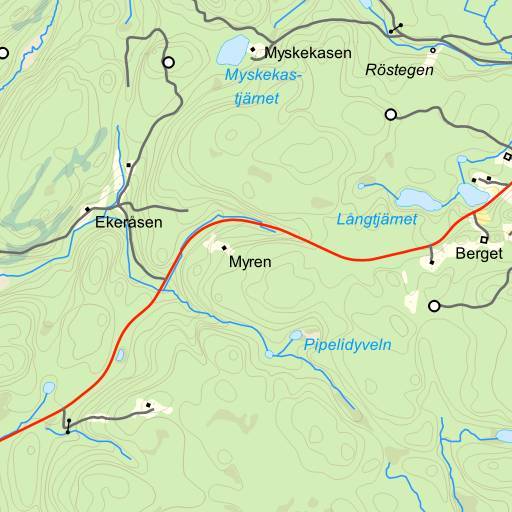 Myskekasen
Röstegen
Myskekas-
tjärnet
Långtjärnet
Ekeråsen
Berget
Myren
Pipelidyveln